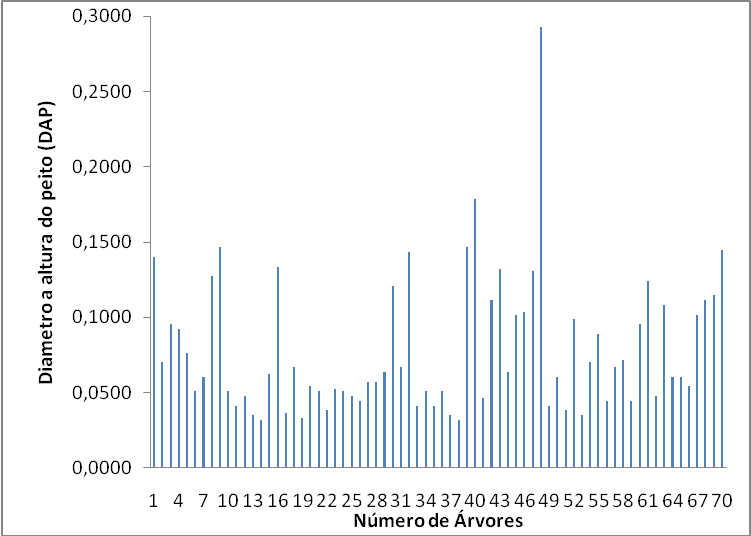 0,3000
0,2500
0,2000
0,1500
0,1000
0,0500
0,0000
Diametro a altura do peito (DAP)
1 4 7 10 13 16 19 22 25 28 31 34 37 40 43 46 49 52 55 58 61 64 67 70
Número de Árvores